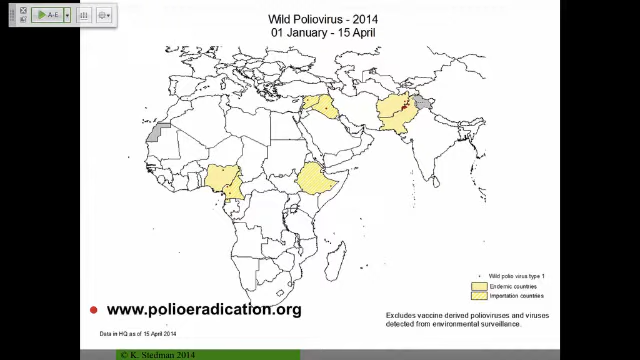 A-E
Wild Poliovirus - 2014
01 January - 15 April
Wild polio virus type 1
Endemic countries
Importation countries
www.polioeradication.org
Excludes vaccine derived polioviruses and viruses
detected from environmental surveillance.
Data in HQ as of 15 April 2014
© K. Stedman 2014